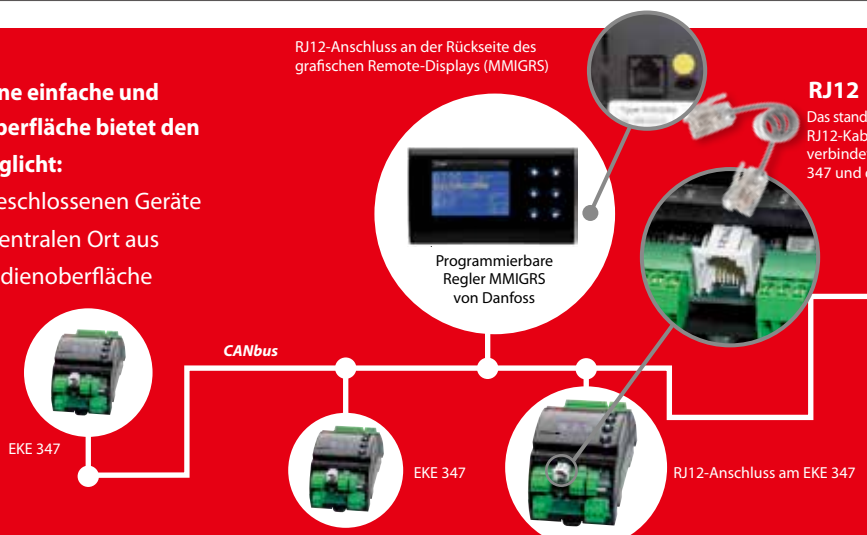 RJ12-Anschluss an der Rückseite des
grafischen Remote-Displays (MMIGRS)
ne einfache und
berfläche bietet den
glicht:
eschlossenen Geräte
entralen Ort aus
dienoberfläche
RJ12
Das stand
RJ12-Kab
verbinde
347 und
Programmierbare
Regler MMIGRS
von Danfoss
CANbus
EKE 347
EKE 347
RJ12-Anschluss am EKE 347